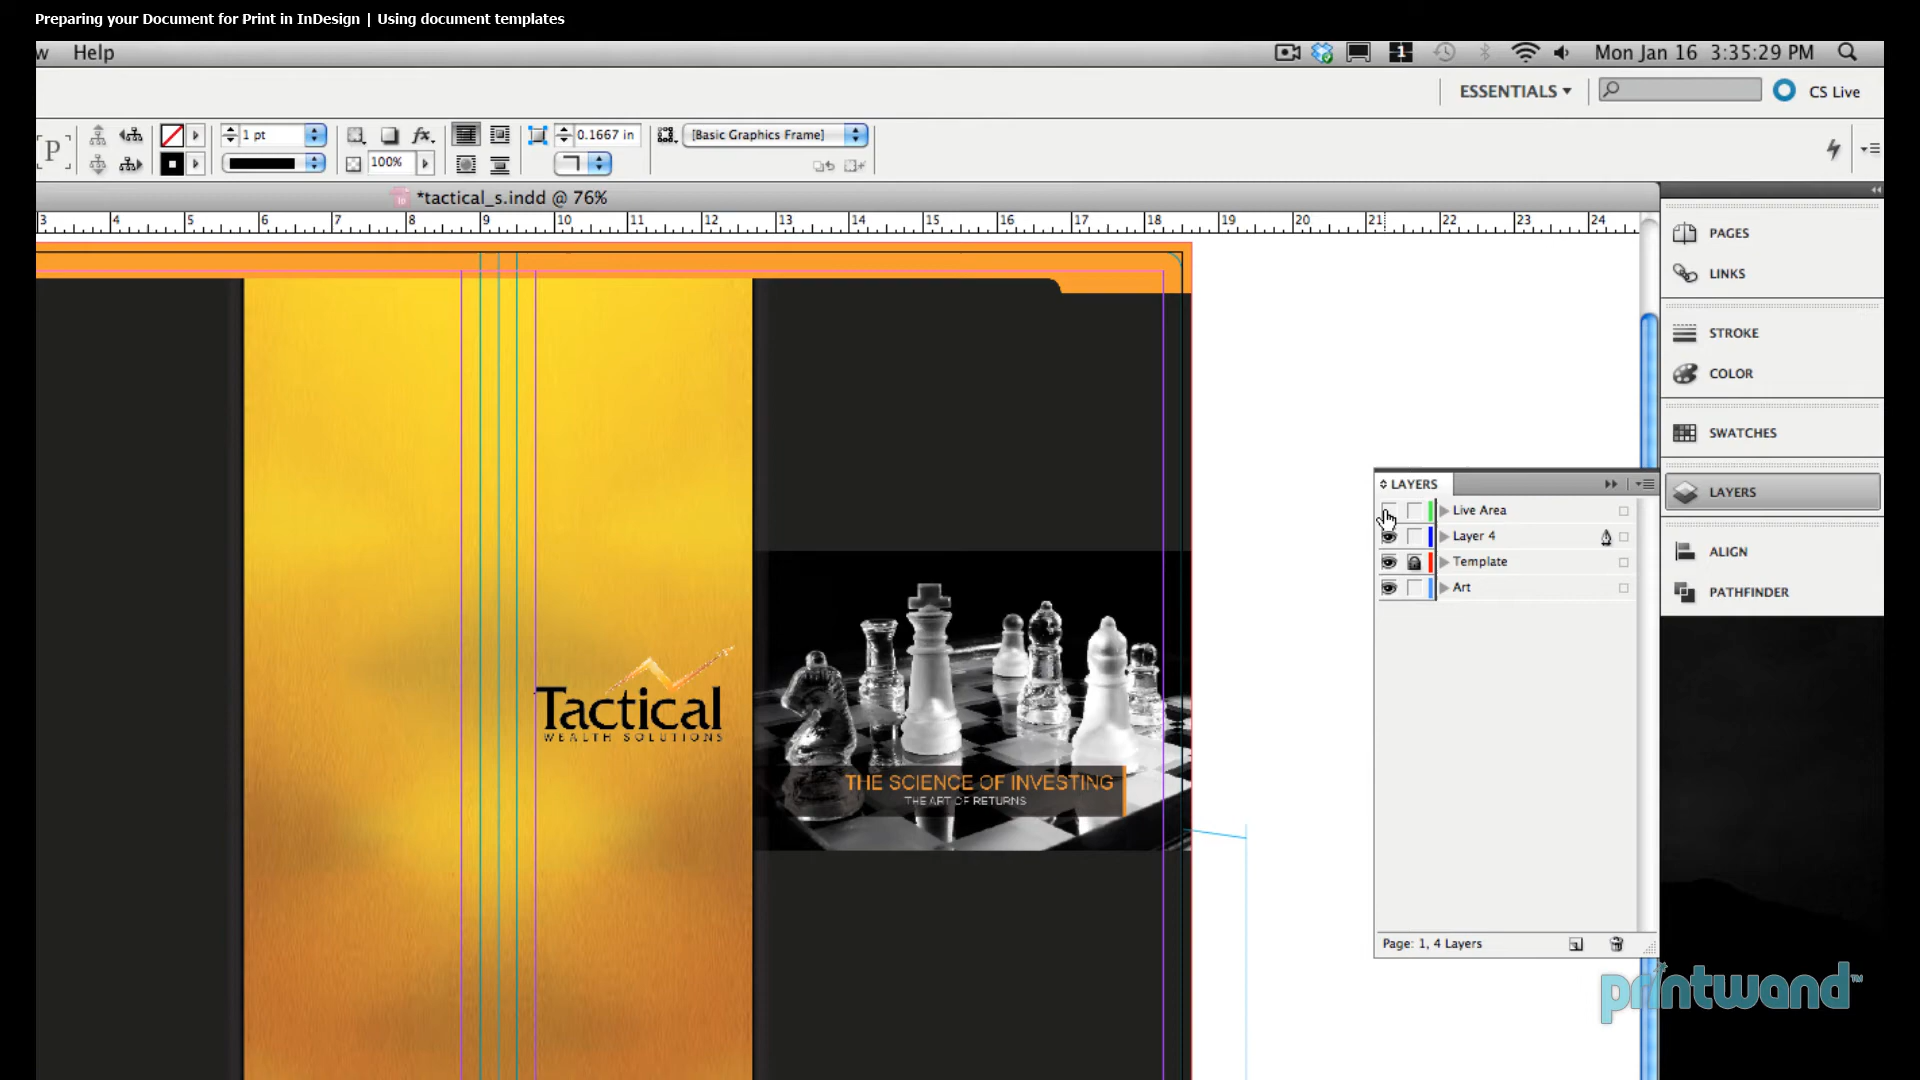 Preparing your Document for Print in InDesign | Using document templates
w Help
1
Mon Jan 16 3:35:29 PM
ESSENTIALS
CS Live
P
1 pt
fx.
0.1667 in
[Basic Graphics Frame]
100%
*tactical_s.indd @ 76%
3 4 5 6 7 8 9 10 11 12 13 14 15 16 17 18 19 20 21 22 23 24
PAGES
LINKS
STROKE
COLOR
SWATCHES
LAYERS
ALIGN
PATHFINDER
LAYERS
Live Area
Layer 4
Template
Art
Page: 1, 4 Layers
Tactical
WEALTH SOLUTIONS
THE SCIENCE OF INVESTING
THE ART OF RETURNS
printwand™